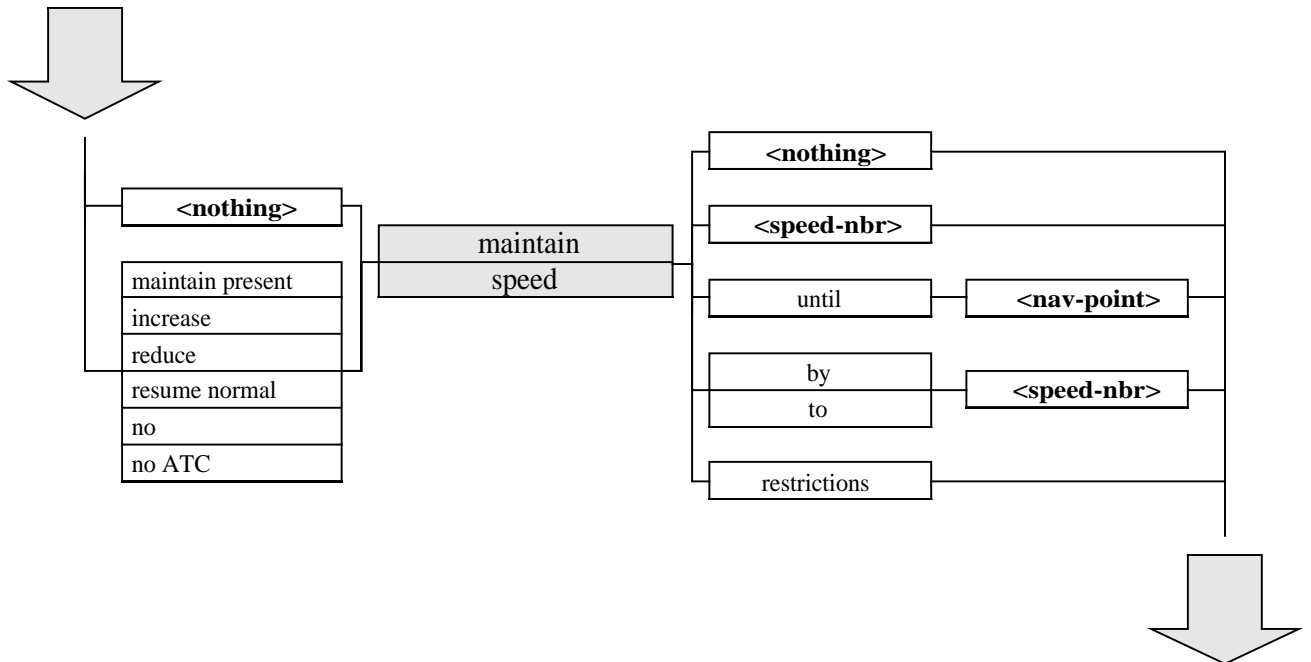 <nothing>
maintain present
increase
reduce
resume normal
no
no ATC
maintain
speed
<nothing>
<speed-nbr>
until
<nav-point>
by
to
<speed-nbr>
restrictions